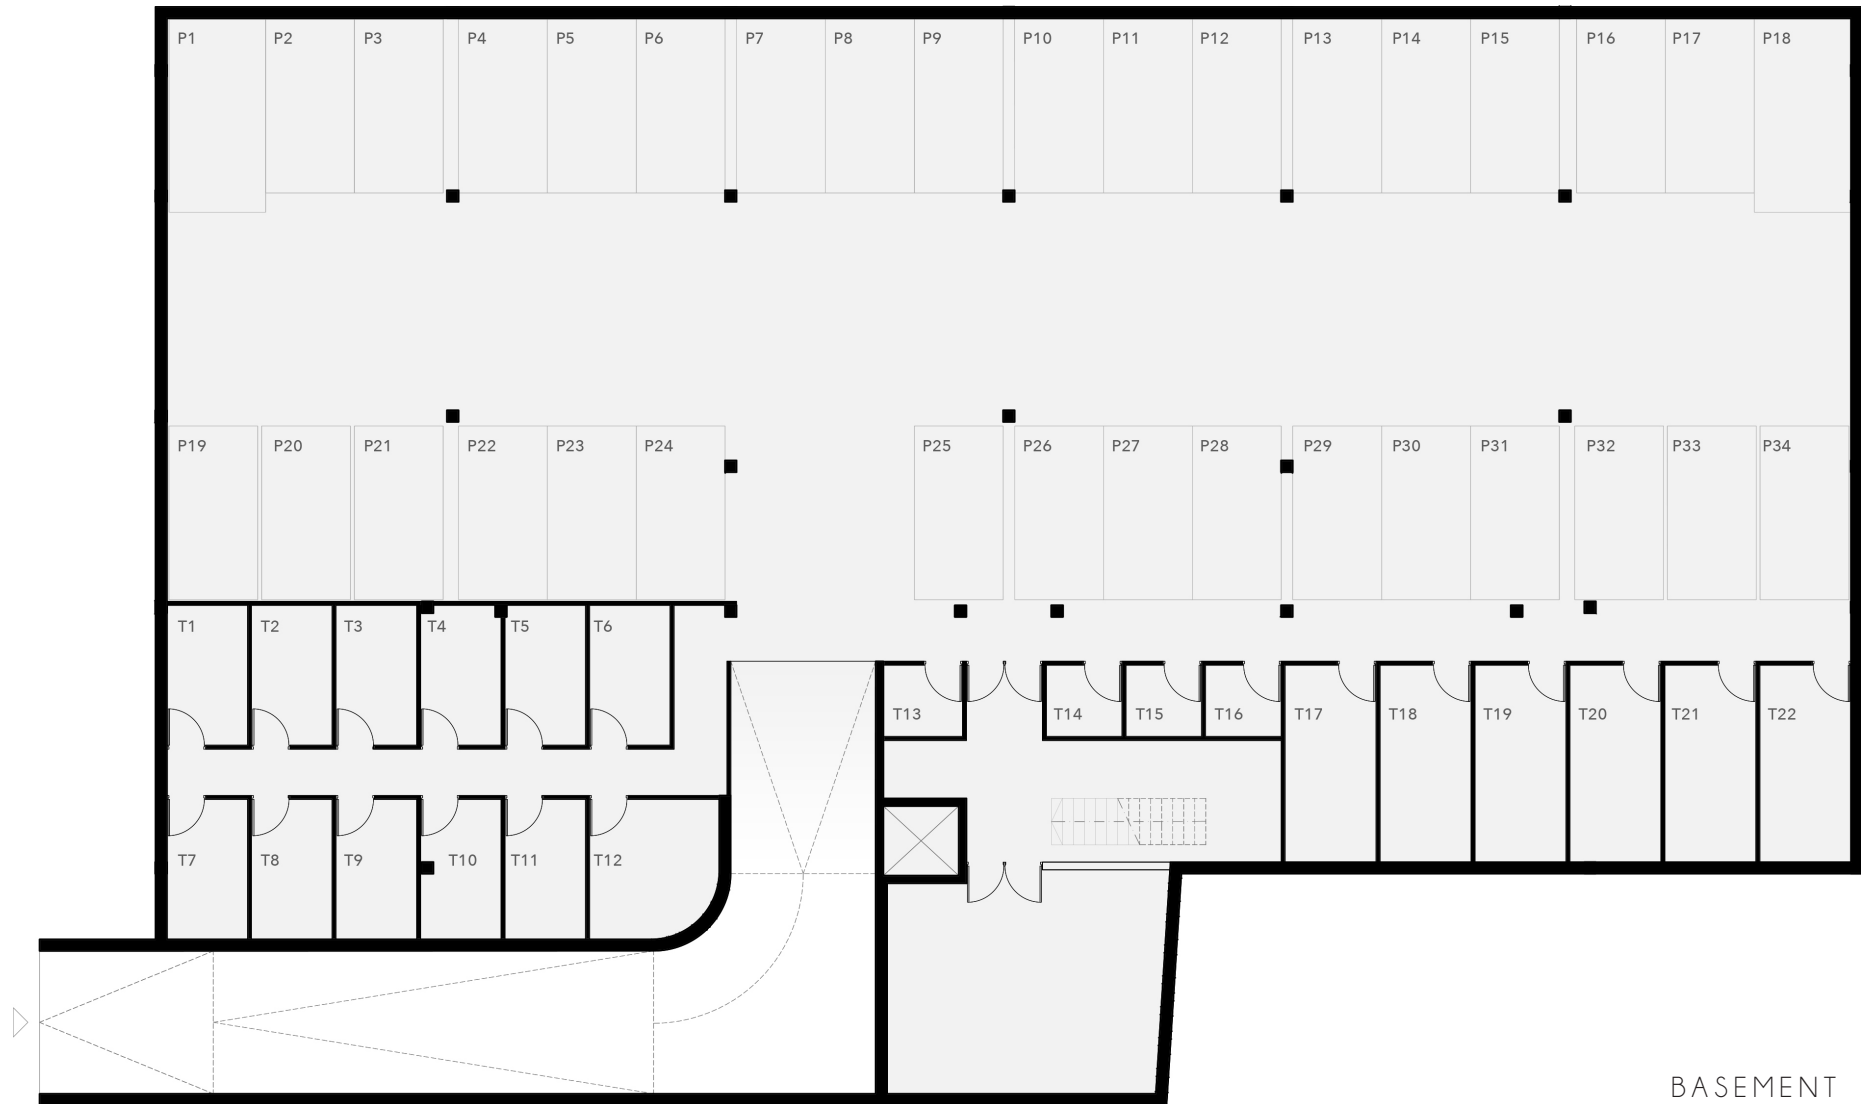 P1 P2 P3 P4 P5 P6 P7 P8 P9 P10 P11 P12 P13 P14 P15 P16 P17 P18
P19 P20 P21 P22 P23 P24 P25 P26 P27 P28 P29 P30 P31 P32 P33 P34
T1 T2 T3 T4 T5 T6
T13 T14 T15 T16 T17 T18 T19 T20 T21 T22
T7 T8 T9 T10 T11 T12
BASEMENT